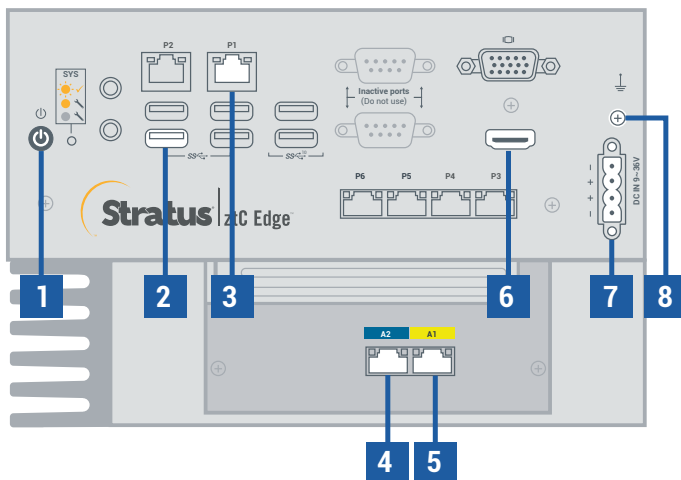 P2
P1
SYS
Inactive ports
(Do not use)
SS
SS
P6
P5
P4
P3
DC IN 9~36V
− + + −
Stratus ztC Edge
1
2
3
6
7
8
A2
A1
4
5